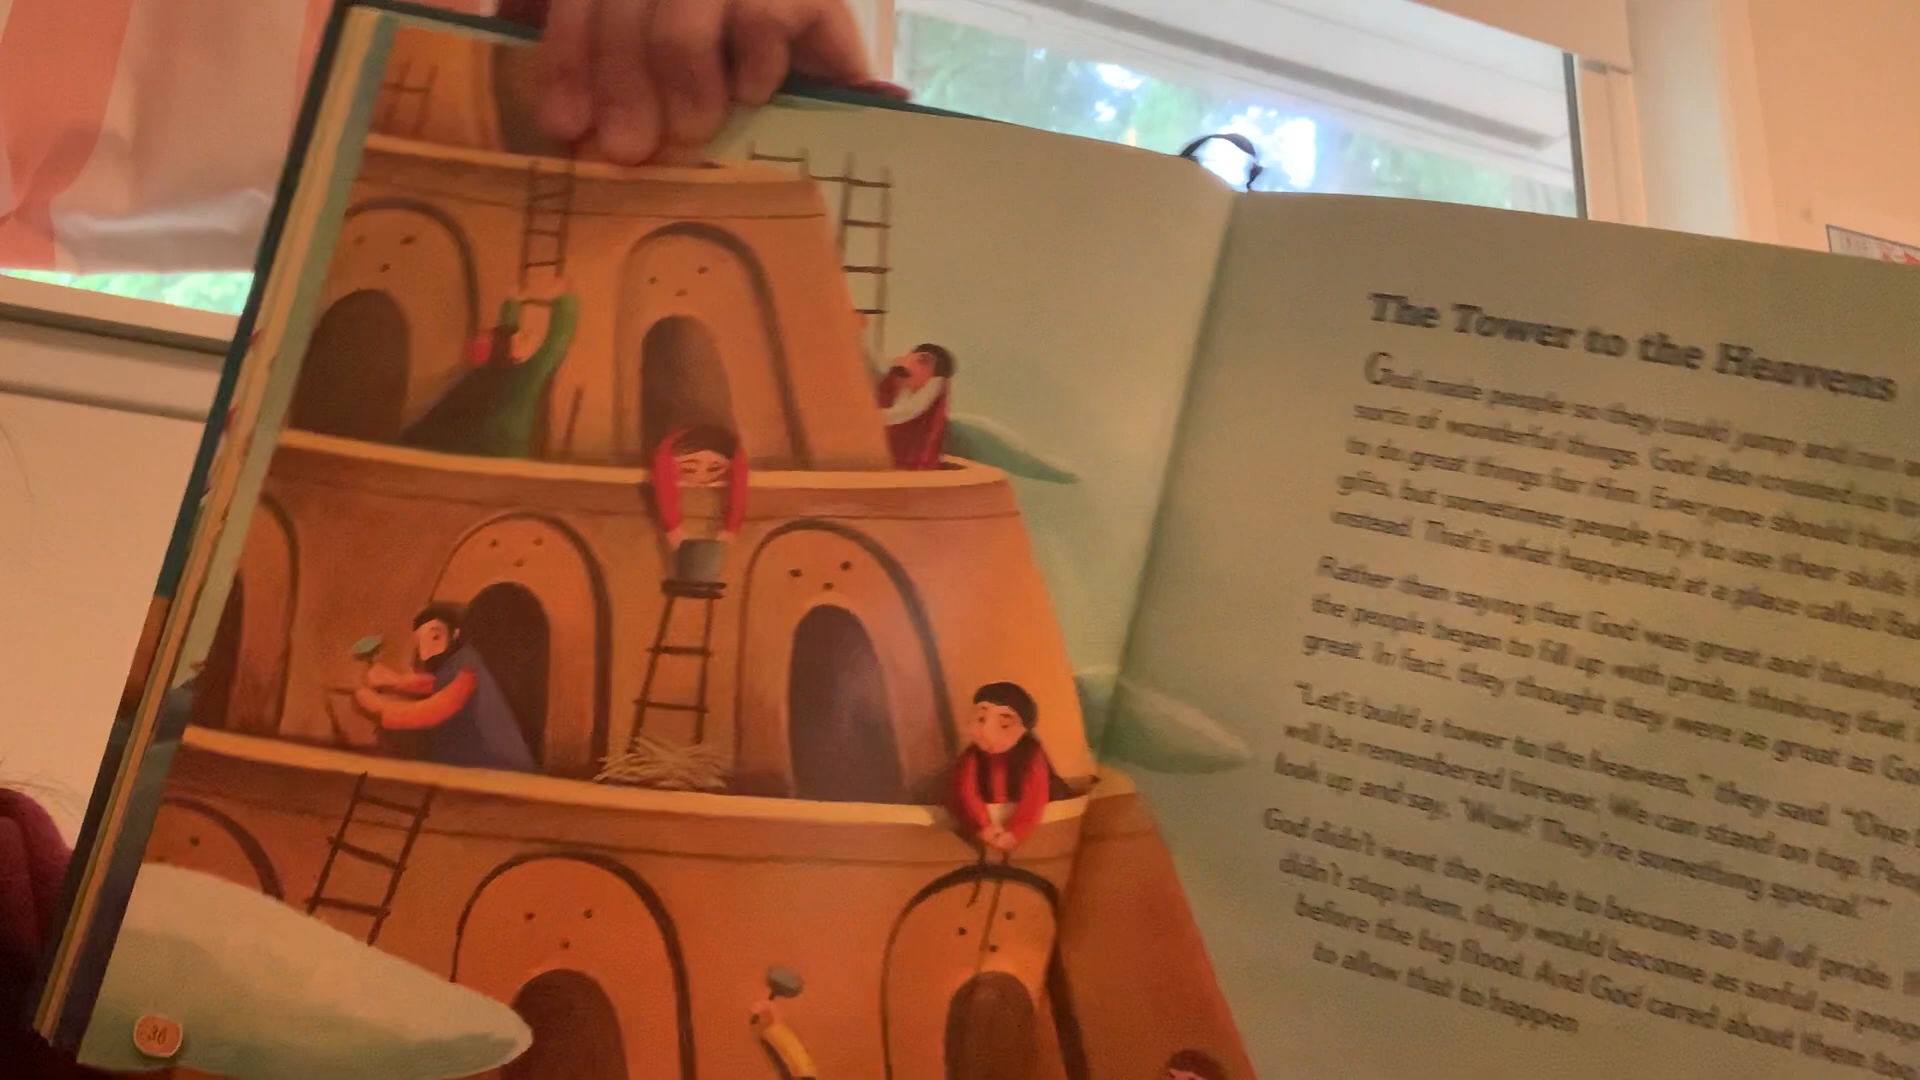 The Tower to the Heavens
God made people so they could jump and run
sorts of wonderful things. God also created us
to do great things for Him. Everyone should
gifts, but sometimes people try to use their skills
instead. That's what happened at a place called
Rather than saying that God was great and thanking
the people began to fill up with pride, thinking that
great. In fact, they thought they were as great as
"Let's build a tower to the heavens," they said. "One
will be remembered forever. We can stand on top.
look up and say, 'Wow! They're something special.'"
God didn't want the people to become so full of pride.
didn't stop them, they would become as sinful as
before the big flood. And God cared about them too
to allow that to happen
36